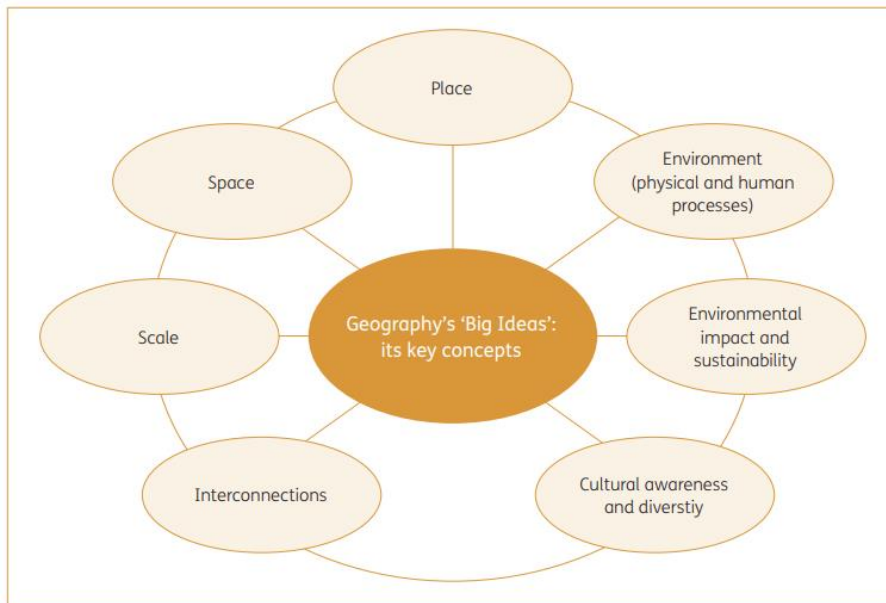 Place
Space
Environment
(physical and human
processes)
Geography's 'Big Ideas':
its key concepts
Scale
Environmental
impact and
sustainability
Interconnections
Cultural awareness
and diverstiy